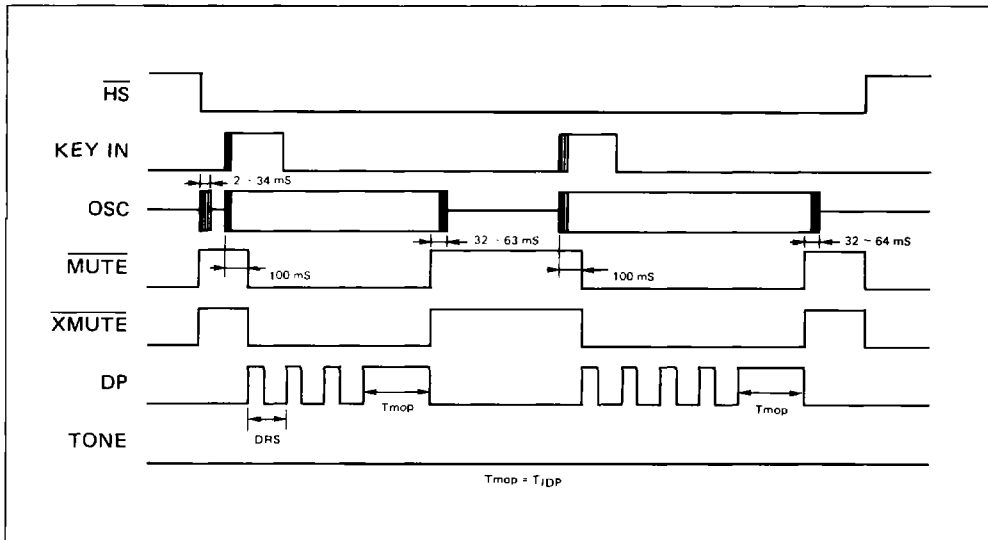 HS
KEY IN
2 - 34 mS
OSC
32 - 63 mS
32 - 64 mS
MUTE
100 mS
100 mS
XMUTE
DP
Tmop
Tmop
DRS
TONE
Tmop = TIDP